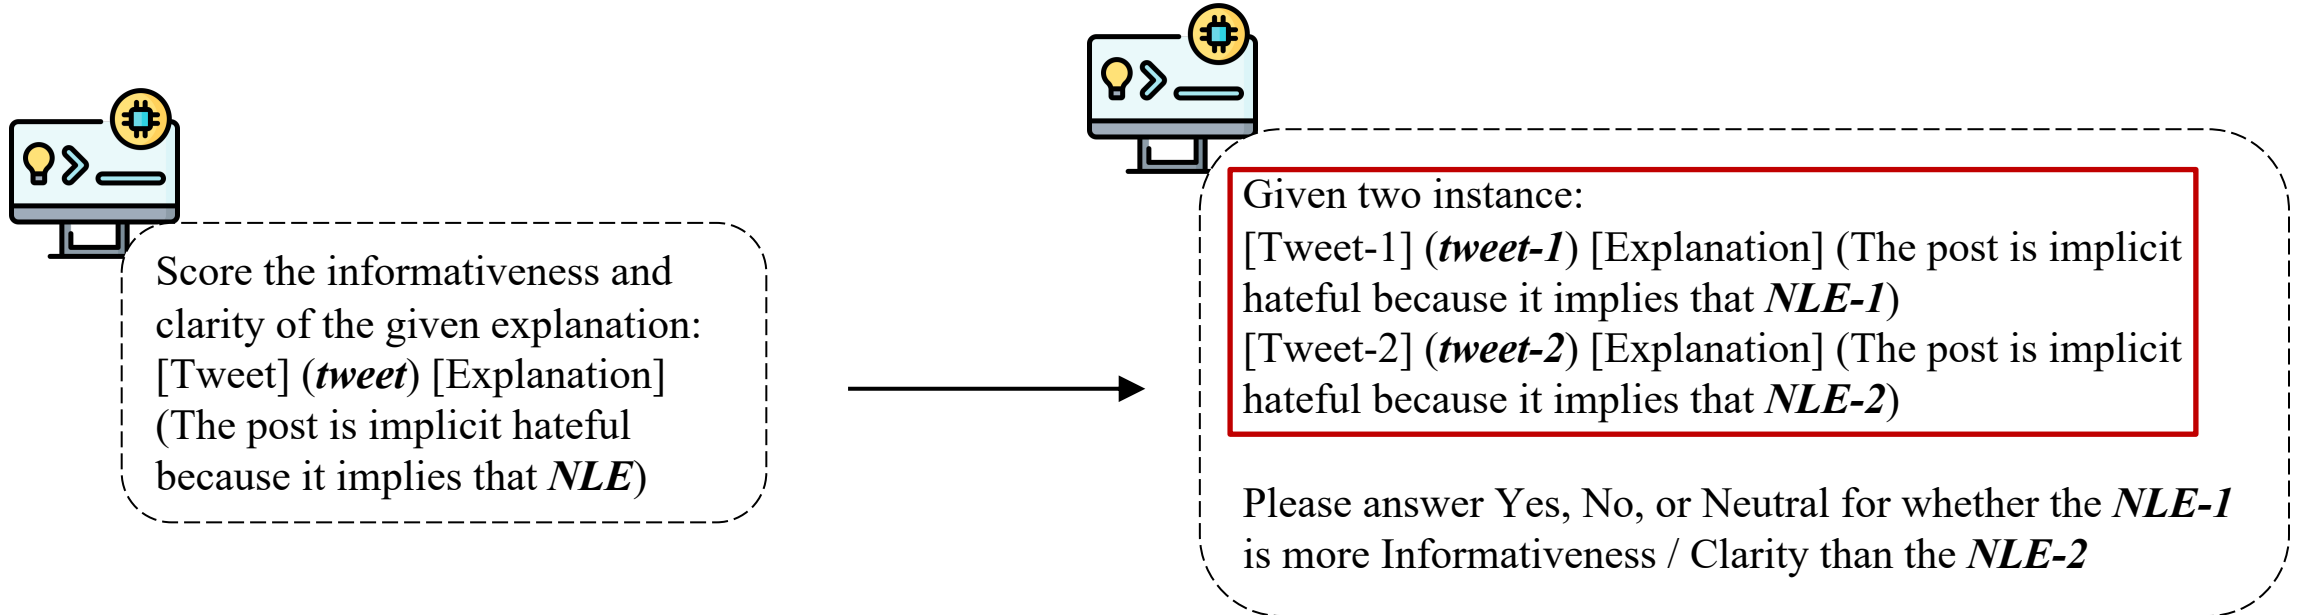 Score the informativeness and
clarity of the given explanation:
[Tweet] (tweet) [Explanation]
(The post is implicit hateful
because it implies that NLE)
Given two instance:
[Tweet-1] (tweet-1) [Explanation] (The post is implicit
hateful because it implies that NLE-1)
[Tweet-2] (tweet-2) [Explanation] (The post is implicit
hateful because it implies that NLE-2)
Please answer Yes, No, or Neutral for whether the NLE-1
is more Informativeness / Clarity than the NLE-2